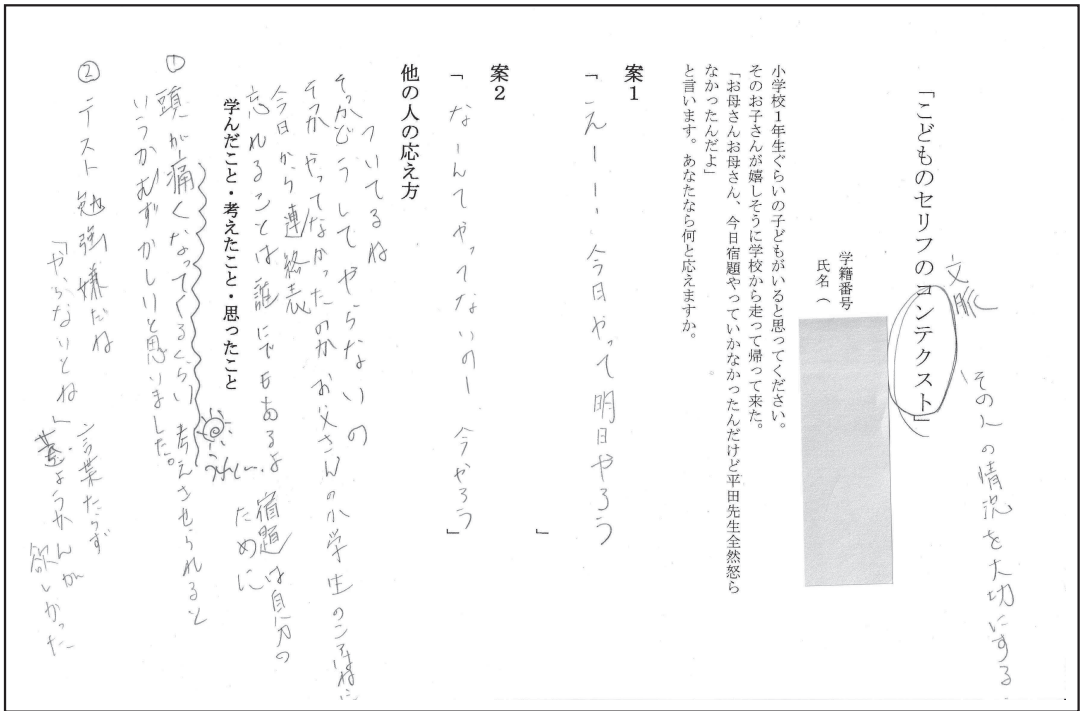 「こどものセリフのコンテクスト」
文脈
その人の情況を大切にする
学籍番号
氏名（
小学校１年生ぐらいの子どもがいると思ってください。
そのお子さんが嬉しそうに学校から走って帰って来た。
「お母さんお母さん、今日宿題やっていかなかったんだけど平田先生全然怒ら
なかったんだよ」
と言います。あなたなら何と応えますか。
案１
「えーー、今日やって明日やろう
」
案２
「なーんてやってないのー 今やろう」
他の人の応え方
ついてるね
そっかどうしてやらないの
そっかやってなかったのかお父さんの小学生の
今日から連絡表
忘れることは誰にでもあるよ 宿題は自分の
ために
学んだこと・考えたこと・思ったこと
① 頭が痛くなってくるくらい考えさせられると
いうかむずかしいと思いました。
うれしい
② テスト勉強嫌だね
「やらないとね」
言葉たらず
欲しかった